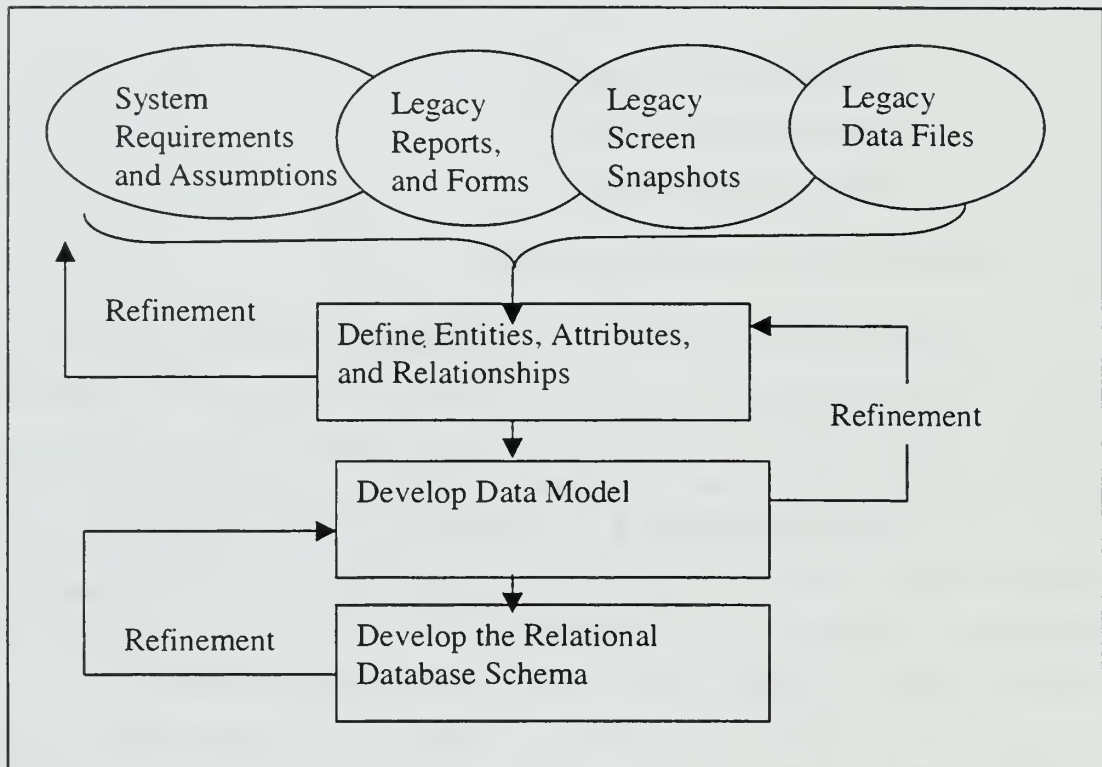 System
Requirements
and Assumptions
Legacy
Reports,
and Forms
Legacy
Screen
Snapshots
Legacy
Data Files
Refinement
Define Entities, Attributes,
and Relationships
Refinement
Develop Data Model
Refinement
Develop the Relational
Database Schema